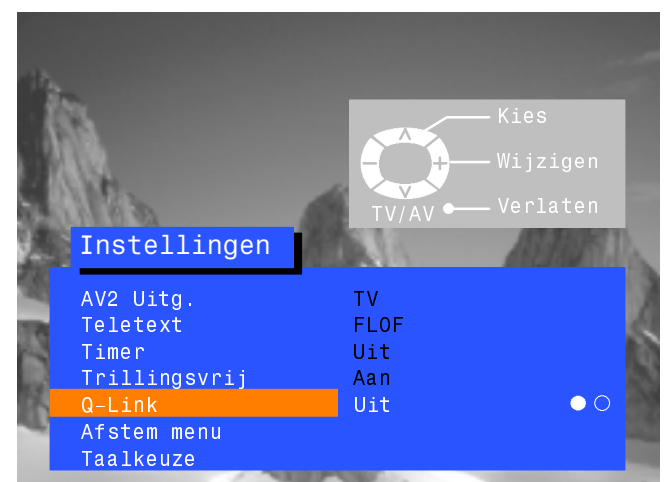 Kies
Wijzigen
TV/AV Verlaten
Instellingen
AV2 Uitg. TV
Teletext FLOF
Timer Uit
Trillingsvrij Aan
Q-Link Uit
Afstem menu
Taalkeuze